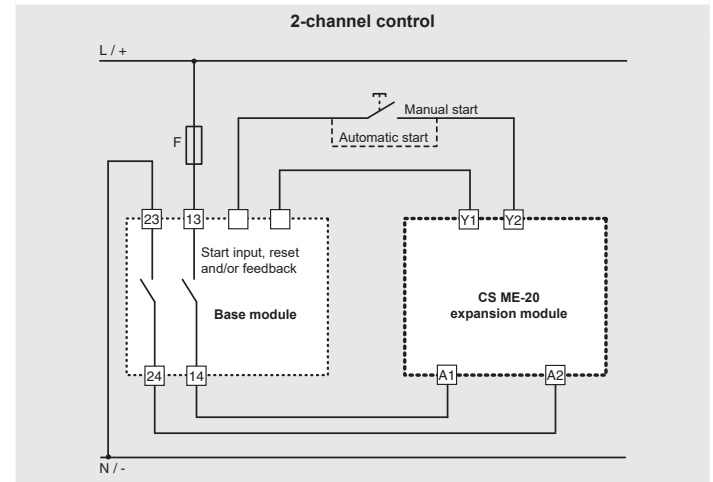 2-channel control
L / +
Manual start
Automatic start
F
23
13
Y1
Y2
Start input, reset
and/or feedback
Base module
CS ME-20
expansion module
24
14
A1
A2
N / -